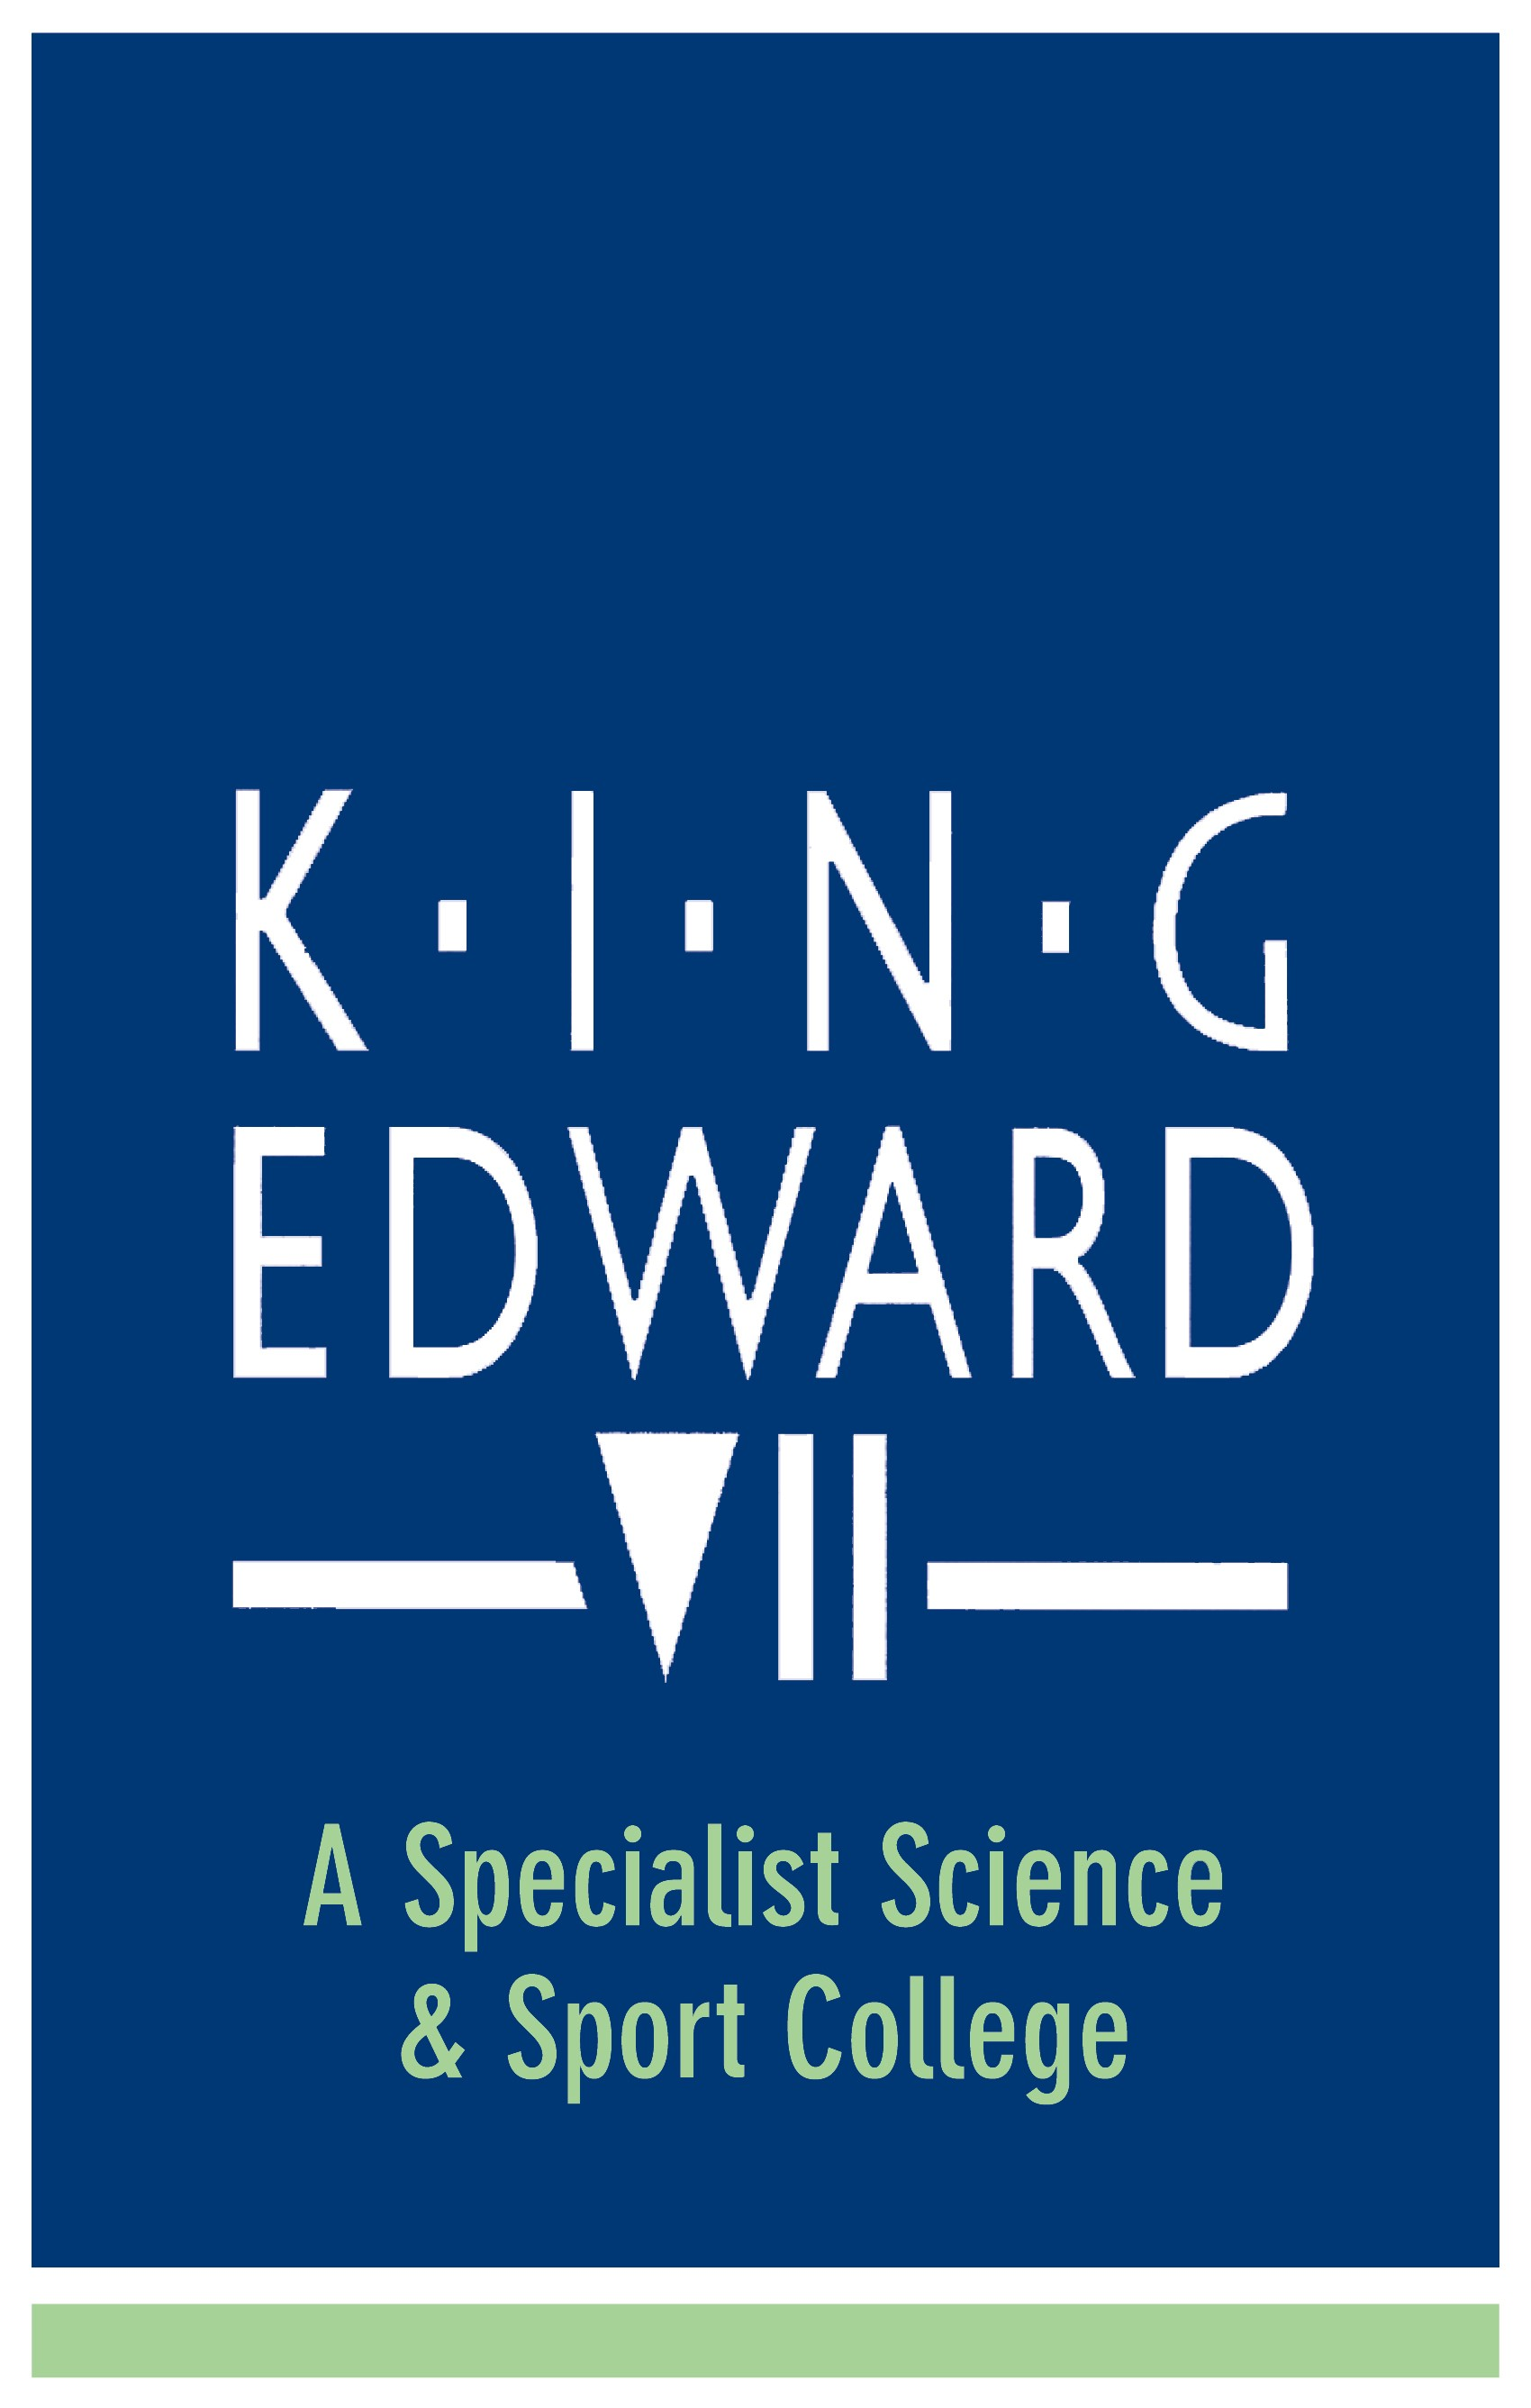 K·I·N·G
EDWARD
VII
A Specialist Science
& Sport College